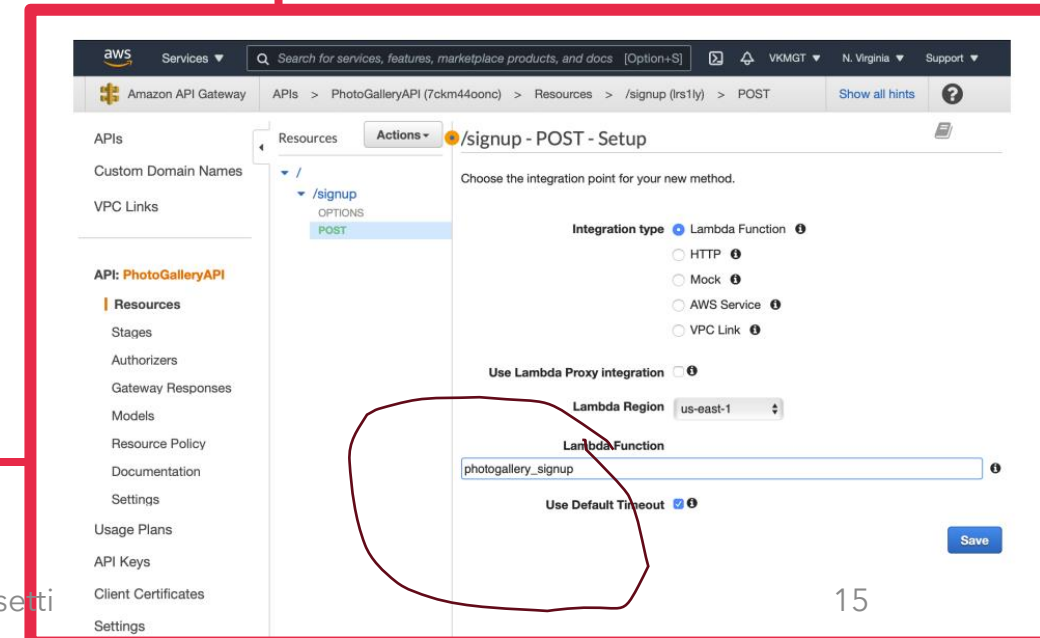 aws Services ▼ Search for services, features, marketplace products, and docs [Option+S] VKMGT ▼ N. Virginia ▼ Support ▼
Amazon API Gateway APIs > PhotoGalleryAPI (7ckm44oonc) > Resources > /signup (lrs1ly) > POST Show all hints ?
APIs
Custom Domain Names
VPC Links
API: PhotoGalleryAPI
Resources
Stages
Authorizers
Gateway Responses
Models
Resource Policy
Documentation
Settings
Usage Plans
API Keys
Client Certificates
Settings
Resources Actions
/
/signup
OPTIONS
POST
/signup - POST - Setup
Choose the integration point for your new method.
Integration type Lambda Function
HTTP
Mock
AWS Service
VPC Link
Use Lambda Proxy integration
Lambda Region us-east-1
Lambda Function
photogallery_signup
Use Default Timeout
Save
setti
15